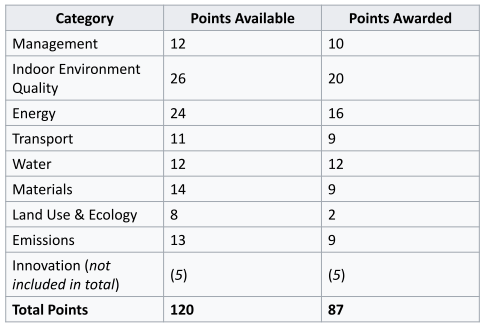 Category Points Available Points Awarded
Management 12 10
Indoor Environment
Quality 26 20
Energy 24 16
Transport 11 9
Water 12 12
Materials 14 9
Land Use & Ecology 8 2
Emissions 13 9
Innovation (not
included in total) (5) (5)
Total Points 120 87